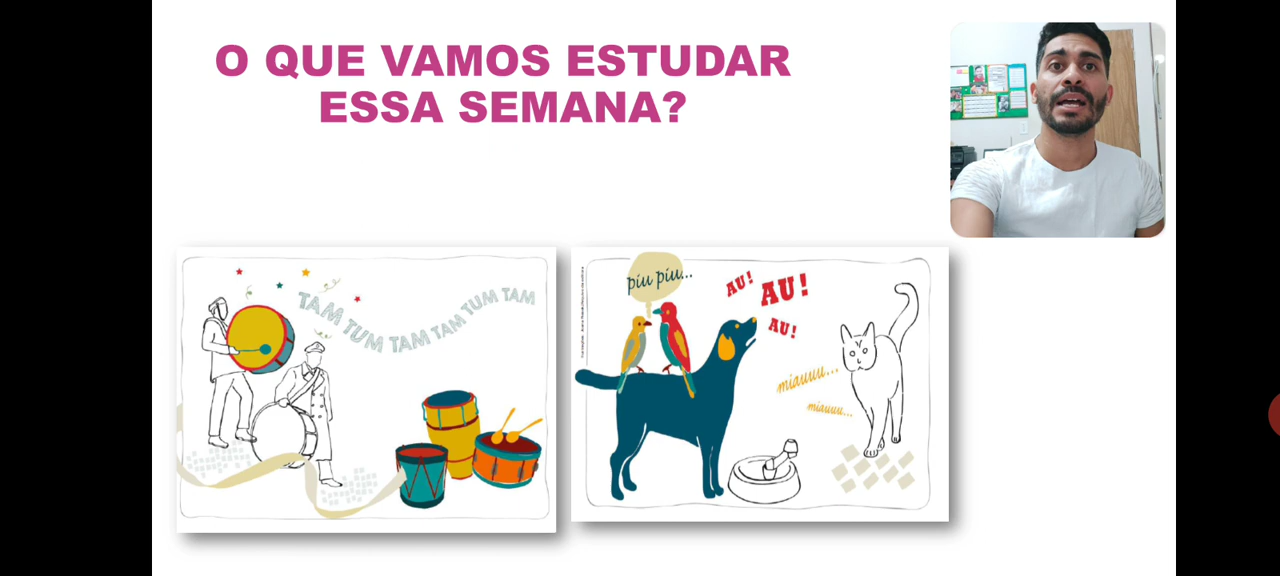 O QUE VAMOS ESTUDAR
ESSA SEMANA?
TAM TUM TAM TAM TUM TAM
piu piu...
AU!
AU!
AU!
miauuu...
miauuu...